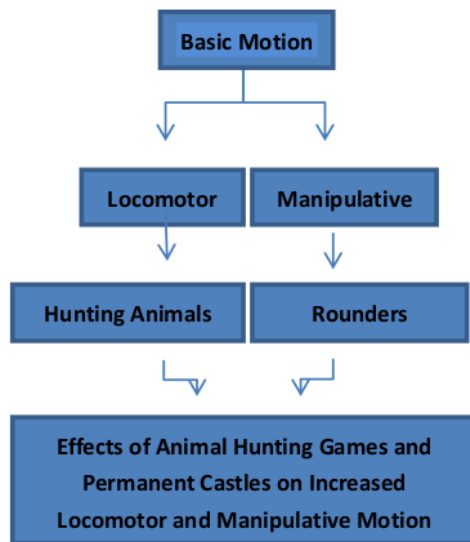 Basic Motion
Locomotor
Manipulative
Hunting Animals
Rounders
Effects of Animal Hunting Games and
Permanent Castles on Increased
Locomotor and Manipulative Motion